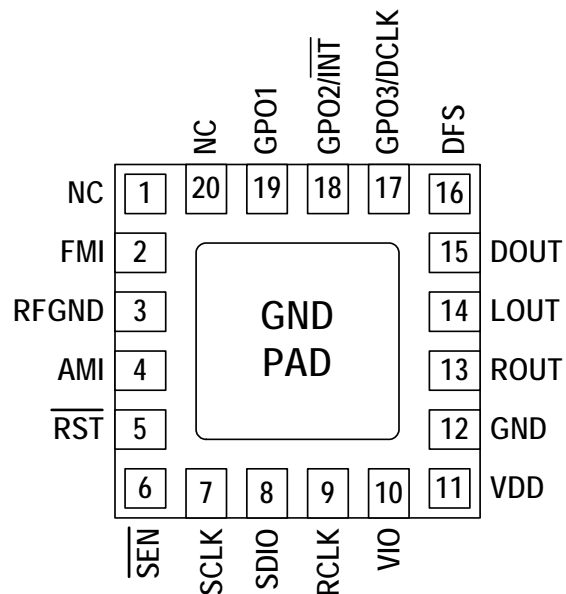 NC
GPO1
GPO2/INT
GPO3/DCLK
DFS
NC 1 20 19 18 17 16
FMI 2 15 DOUT
RFGND 3 14 LOUT
GND
PAD
AMI 4 13 ROUT
RST 5 12 GND
6 7 8 9 10 11 VDD
SEN
SCLK
SDIO
RCLK
VIO